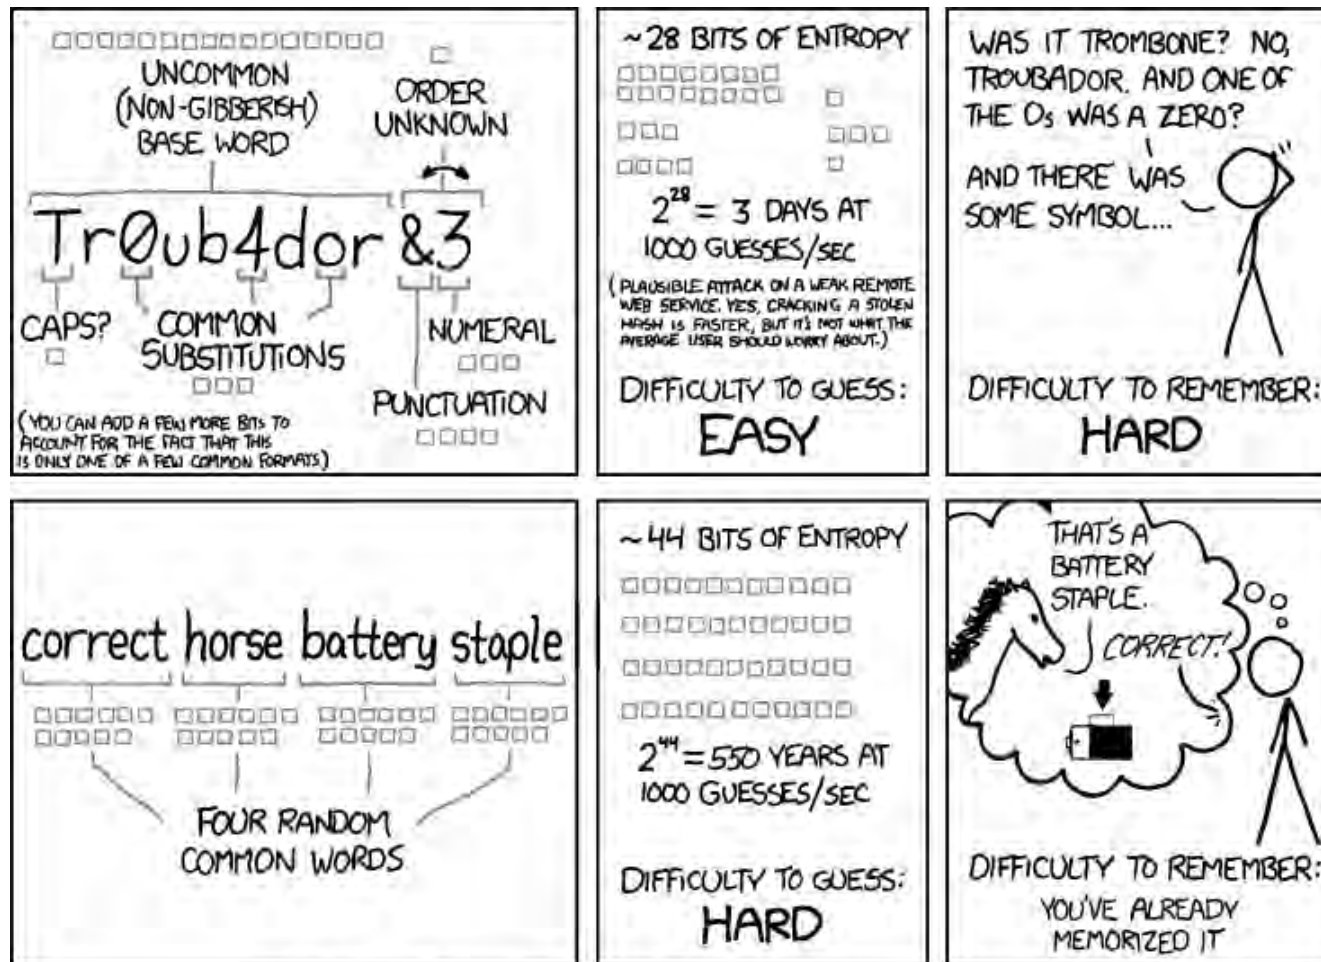 UNCOMMON
(NON-GIBBERISH)
BASE WORD
ORDER
UNKNOWN
Tr0ub4dor &3
CAPS?
COMMON
SUBSTITUTIONS
NUMERAL
PUNCTUATION
(YOU CAN ADD A FEW MORE BITS TO
ACCOUNT FOR THE FACT THAT THIS
IS ONLY ONE OF A FEW COMMON FORMATS.)
~28 BITS OF ENTROPY
2²⁸ = 3 DAYS AT
1000 GUESSES/SEC
(PLAUSIBLE ATTACK ON A WEAK REMOTE
WEB SERVICE. YES, CRACKING A STOLEN
HASH IS FASTER, BUT IT'S NOT WHAT THE
AVERAGE USER SHOULD WORRY ABOUT.)
DIFFICULTY TO GUESS:
EASY
WAS IT TROMBONE? NO,
TROUBADOR. AND ONE OF
THE Os WAS A ZERO?
AND THERE WAS
SOME SYMBOL...
DIFFICULTY TO REMEMBER:
HARD
correct horse battery staple
FOUR RANDOM
COMMON WORDS
~44 BITS OF ENTROPY
2⁴⁴ = 550 YEARS AT
1000 GUESSES/SEC
DIFFICULTY TO GUESS:
HARD
THAT'S A
BATTERY
STAPLE.
CORRECT!
DIFFICULTY TO REMEMBER:
YOU'VE ALREADY
MEMORIZED IT